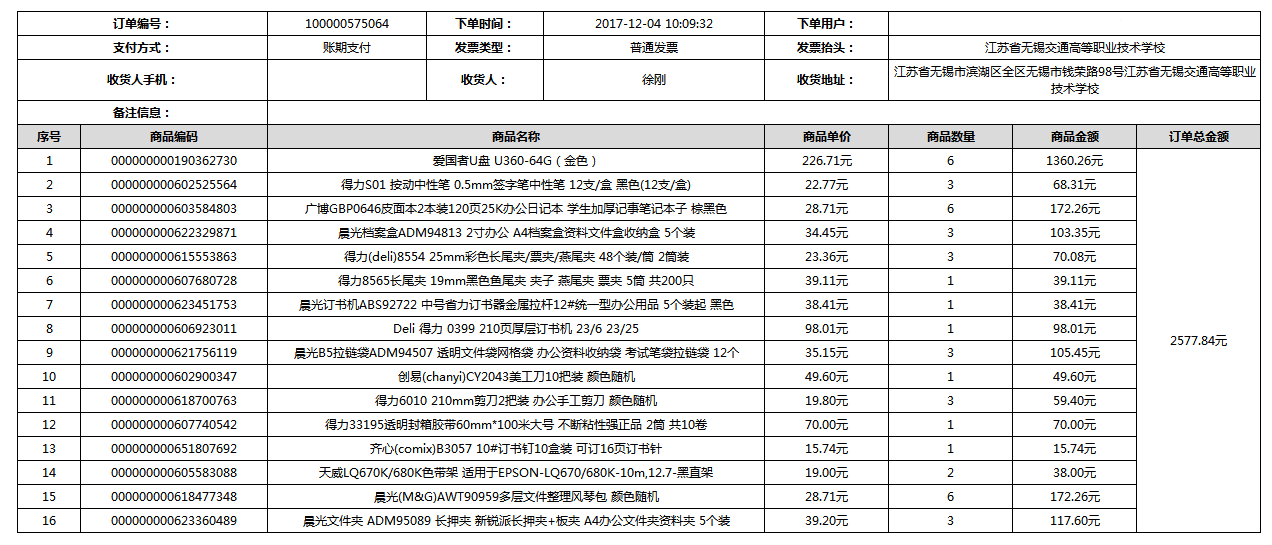 订单编号： 100000575064 下单时间： 2017-12-04 10:09:32 下单用户：
支付方式： 账期支付 发票类型： 普通发票 发票抬头： 江苏省无锡交通高等职业技术学校
收货人手机： 收货人： 徐刚 收货地址： 江苏省无锡市滨湖区全区无锡市钱荣路98号江苏省无锡交通高等职业
技术学校
备注信息：
序号 商品编码 商品名称 商品单价 商品数量 商品金额 订单总金额
1 000000000190362730 爱国者U盘 U360-64G（金色） 226.71元 6 1360.26元
2 000000000602525564 得力S01 按动中性笔 0.5mm签字笔中性笔 12支/盒 黑色(12支/盒) 22.77元 3 68.31元
3 000000000603584803 广博GBP0646皮面本2本装120页25K办公日记本 学生加厚记事笔记本子 棕黑色 28.71元 6 172.26元
4 000000000622329871 晨光档案盒ADM94813 2寸办公 A4档案盒资料文件盒收纳盒 5个装 34.45元 3 103.35元
5 000000000615553863 得力(deli)8554 25mm彩色长尾夹/票夹/燕尾夹 48个装/筒 2筒装 23.36元 3 70.08元
6 000000000607680728 得力8565长尾夹 19mm黑色鱼尾夹 夹子 燕尾夹 票夹 5筒 共200只 39.11元 1 39.11元
7 000000000623451753 晨光订书机ABS92722 中号省力订书器金属拉杆12#统一型办公用品 5个装起 黑色 38.41元 1 38.41元
8 000000000606923011 Deli 得力 0399 210页厚层订书机 23/6 23/25 98.01元 1 98.01元
9 000000000621756119 晨光B5拉链袋ADM94507 透明文件袋网格袋 办公资料收纳袋 考试笔袋拉链袋 12个 35.15元 3 105.45元
10 000000000602900347 创易(chanyi)CY2043美工刀10把装 颜色随机 49.60元 1 49.60元
11 000000000618700763 得力6010 210mm剪刀2把装 办公手工剪刀 颜色随机 19.80元 3 59.40元
12 000000000607740542 得力33195透明封箱胶带60mm*100米大号 不断粘性强正品 2筒 共10卷 70.00元 1 70.00元
13 000000000651807692 齐心(comix)B3057 10#订书钉10盒装 可订16页订书针 15.74元 1 15.74元
14 000000000605583088 天威LQ670K/680K色带架 适用于EPSON-LQ670/680K-10m,12.7-黑直架 19.00元 2 38.00元
15 000000000618477348 晨光(M&G)AWT90959多层文件整理风琴包 颜色随机 28.71元 6 172.26元
16 000000000623360489 晨光文件夹 ADM95089 长押夹 新锐派长押夹+板夹 A4办公文件夹资料夹 5个装 39.20元 3 117.60元
2577.84元